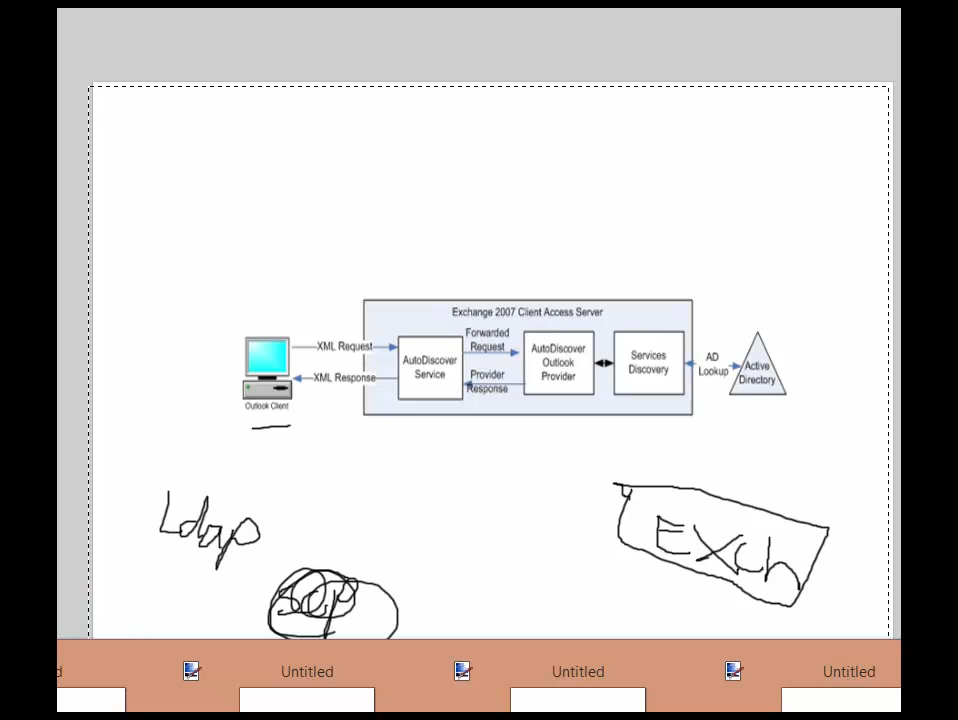 Exchange 2007 Client Access Server
Forwarded
Request
XML Request
AutoDiscover
Service
AutoDiscover
Outlook
Provider
Services
Discovery
AD
Lookup
Active
Directory
XML Response
Provider
Response
Outlook Client
Ldap
EXch
Untitled
Untitled
Untitled